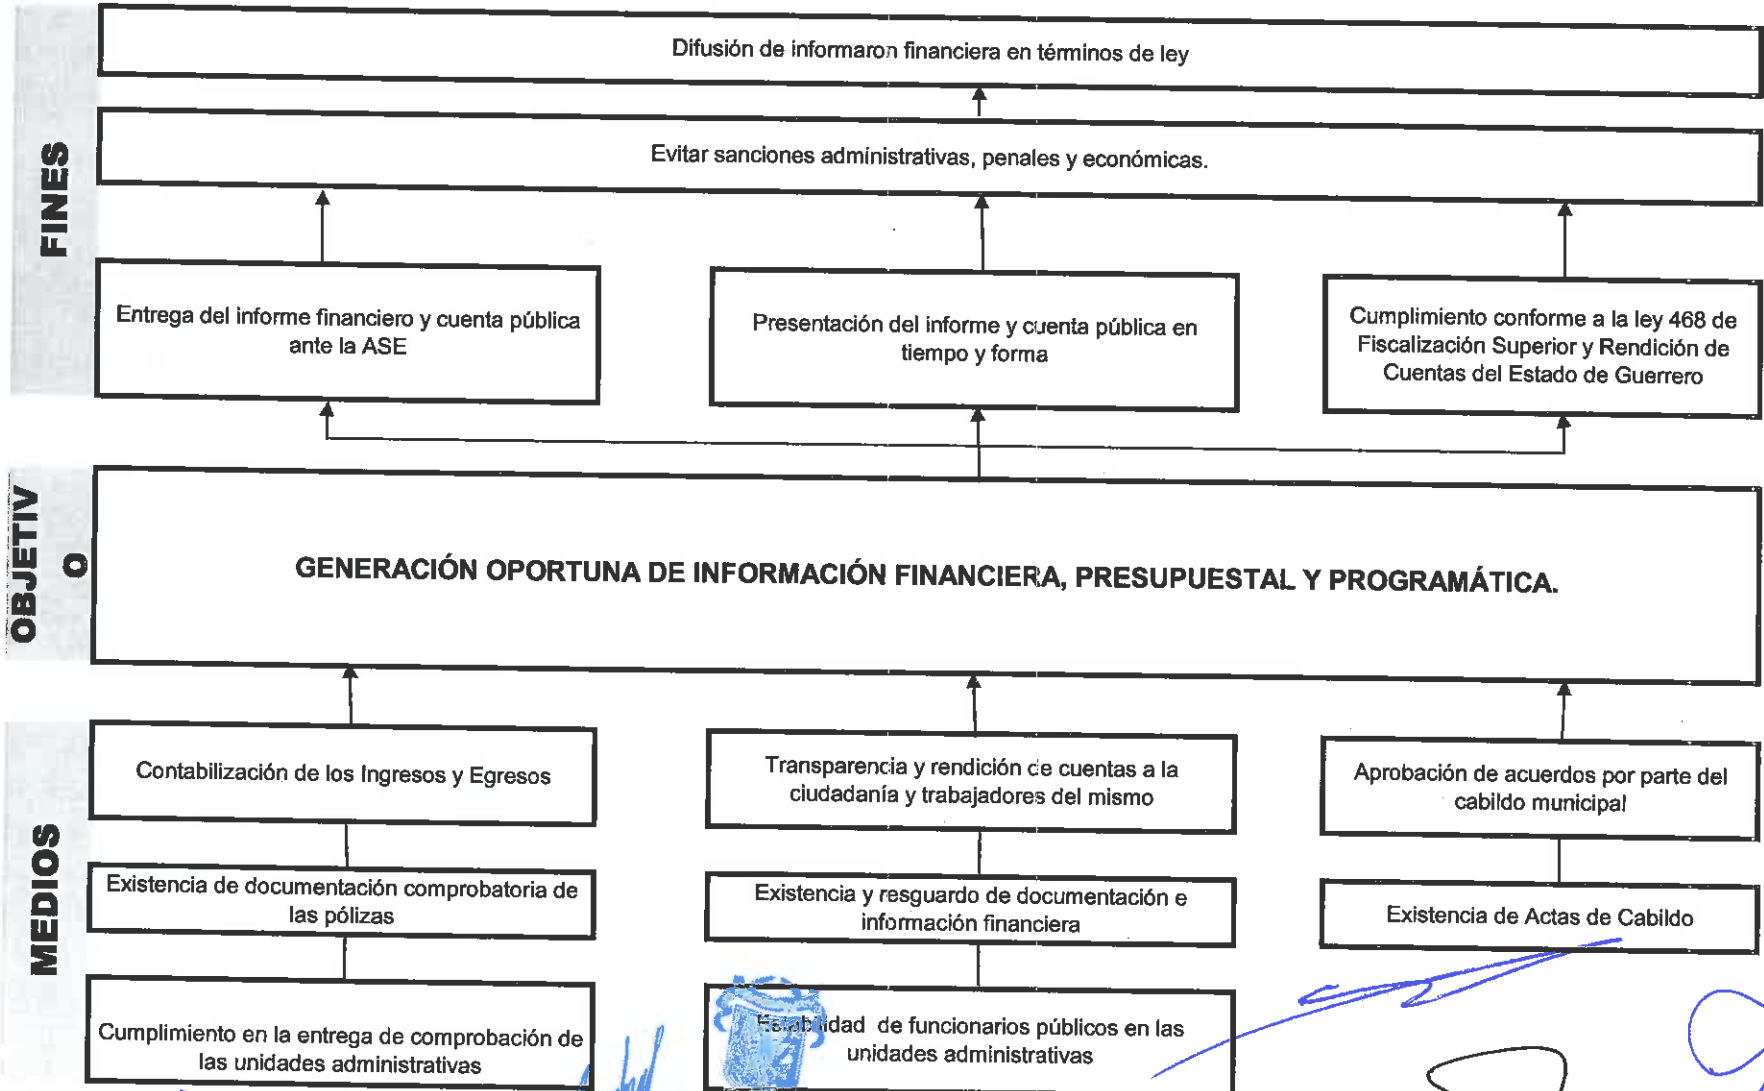 Difusión de informaron financiera en términos de ley
FINES
Evitar sanciones administrativas, penales y económicas.
Entrega del informe financiero y cuenta pública
ante la ASE
Presentación del informe y cuenta pública en
tiempo y forma
Cumplimiento conforme a la ley 468 de
Fiscalización Superior y Rendición de
Cuentas del Estado de Guerrero
OBJETIV
O
GENERACIÓN OPORTUNA DE INFORMACIÓN FINANCIERA, PRESUPUESTAL Y PROGRAMÁTICA.
MEDIOS
Contabilización de los Ingresos y Egresos
Transparencia y rendición de cuentas a la
ciudadanía y trabajadores del mismo
Aprobación de acuerdos por parte del
cabildo municipal
Existencia de documentación comprobatoria de
las pólizas
Existencia y resguardo de documentación e
información financiera
Existencia de Actas de Cabildo
Cumplimiento en la entrega de comprobación de
las unidades administrativas
Estabilidad de funcionarios públicos en las
unidades administrativas